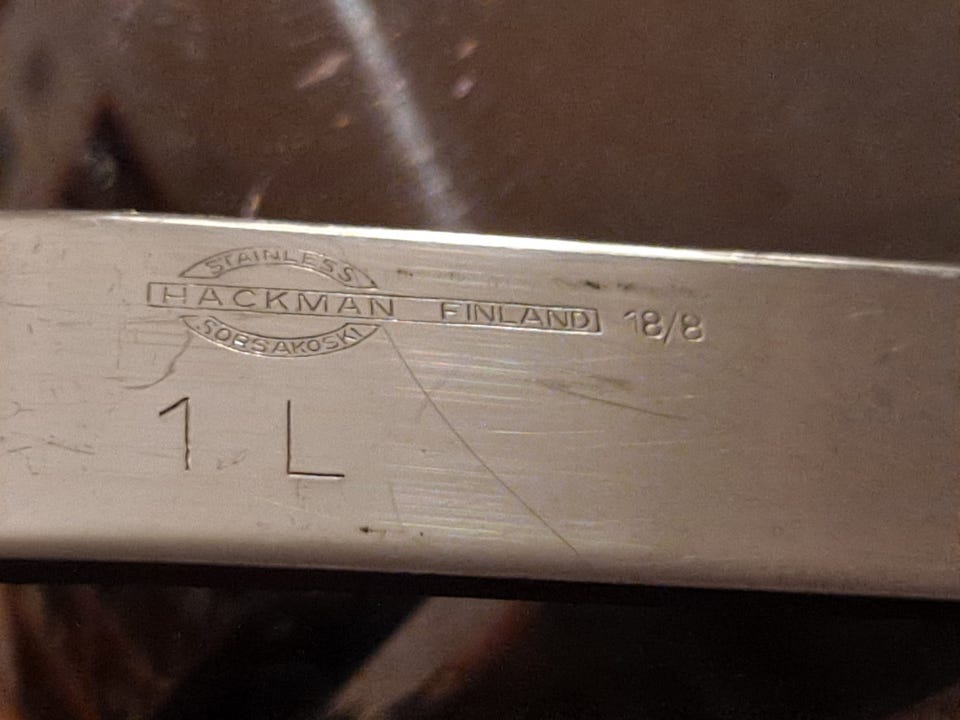 STAINLESS
HACKMAN FINLAND 18/8
SORSAKOSKI
1 L